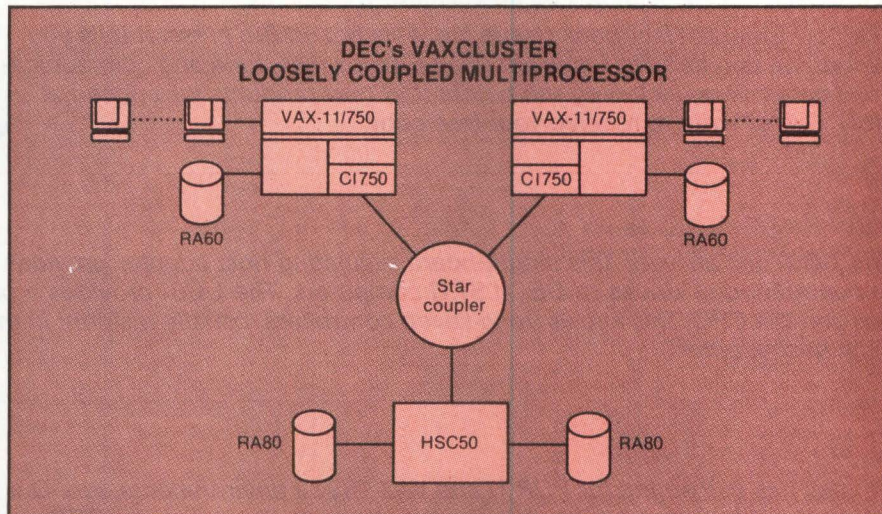 DEC's VAXCLUSTER
LOOSELY COUPLED MULTIPROCESSOR
VAX-11/750
VAX-11/750
CI750
CI750
RA60
RA60
Star
coupler
RA80
HSC50
RA80